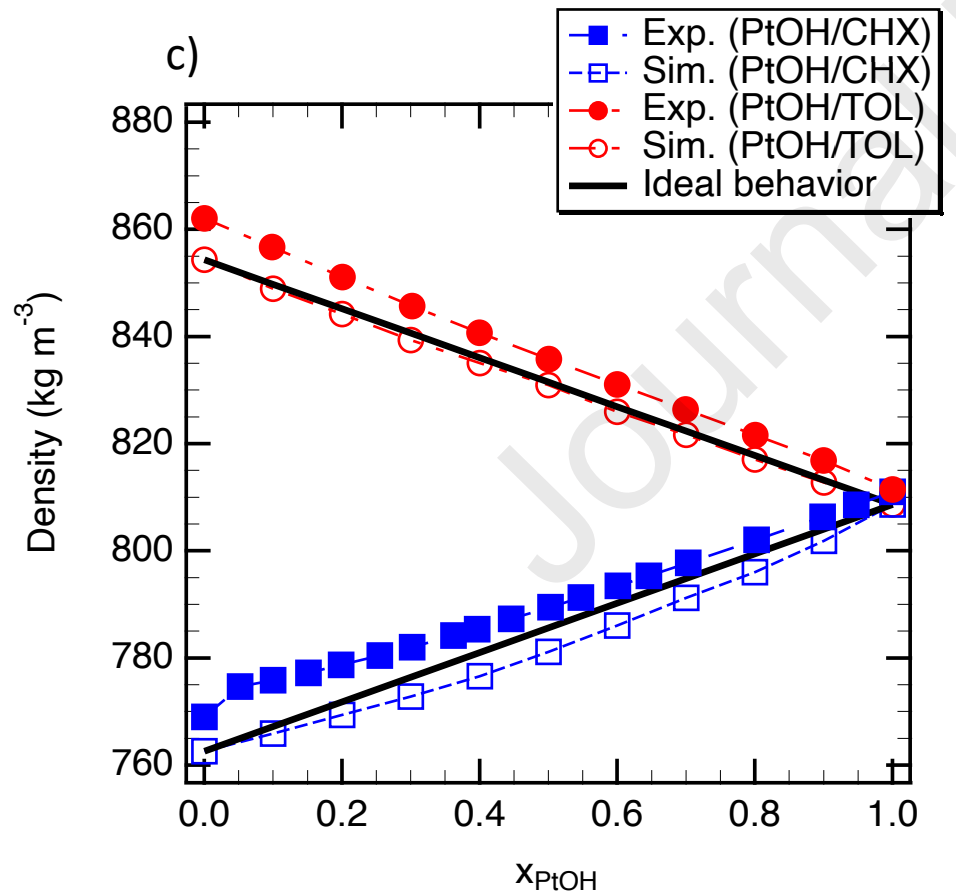 c)
Exp. (PtOH/CHX)
Sim. (PtOH/CHX)
Exp. (PtOH/TOL)
Sim. (PtOH/TOL)
Ideal behavior
880
860
840
820
800
780
760
Density (kg m⁻³)
0.0 0.2 0.4 0.6 0.8 1.0
xPtOH
Journal